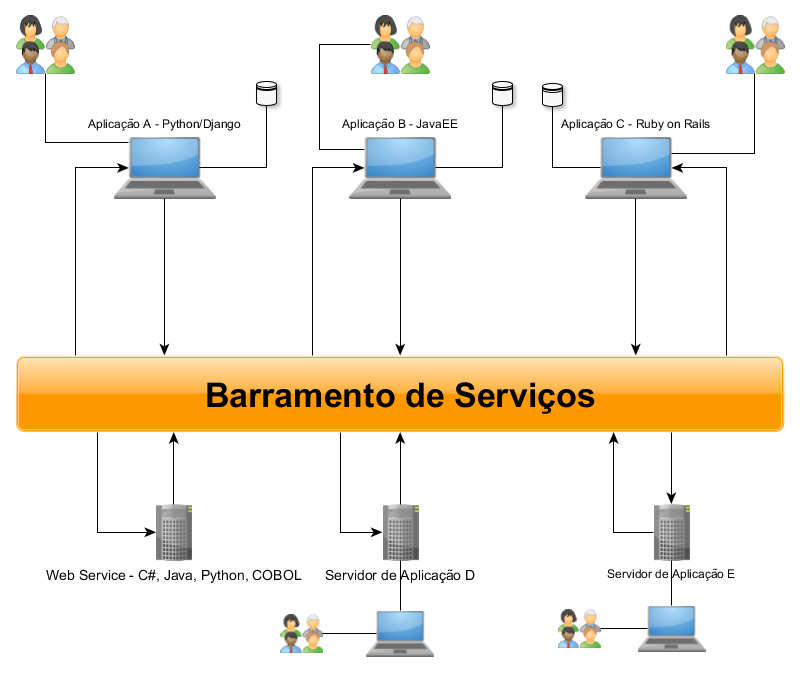 Aplicação A - Python/Django
Aplicação B - JavaEE
Aplicação C - Ruby on Rails
Barramento de Serviços
Web Service - C#, Java, Python, COBOL
Servidor de Aplicação D
Servidor de Aplicação E